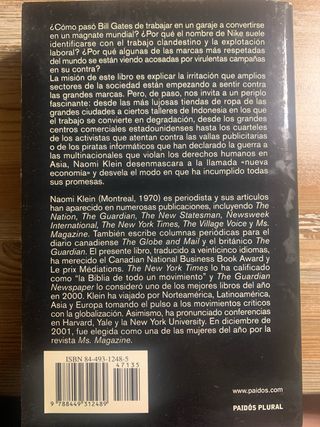 ¿Cómo pasó Bill Gates de trabajar en un garaje a convertirse
en un magnate mundial? ¿Por qué el nombre de Nike suele
identificarse con el trabajo clandestino y la explotación
laboral? ¿Por qué algunas de las marcas más respetadas
del mundo se están viendo acosadas por virulentas campañas
en su contra?
La misión de este libro es explicar la irritación que amplios
sectores de la sociedad están empezando a sentir contra
las grandes marcas. Pero, de paso, nos invita a un periplo
fascinante: desde las más lujosas tiendas de ropa de las
grandes ciudades a ciertos talleres de Indonesia en los que
el trabajo se convierte en degradación, desde los grandes
centros comerciales estadounidenses hasta los cuarteles
de los activistas que atentan contra las vallas publicitarias
o de los piratas informáticos que han declarado la guerra a
las multinacionales que violan los derechos humanos en
Asia, Naomi Klein desenmascara a la llamada «nueva
economía» y desvela el modo en que ha incumplido todas
sus promesas.
Naomi Klein (Montreal, 1970) es periodista y sus artículos
han aparecido en numerosas publicaciones, incluyendo The
Nation, The Guardian, The New Statesman, Newsweek
International, The New York Times, The Village Voice y Ms.
Magazine. También escribe columnas periódicas para el
diario canadiense The Globe and Mail y el británico The
Guardian. El presente libro, traducido a veinticinco idiomas,
ha merecido el Canadian National Business Book Award y
Le prix Médiations. The New York Times lo ha calificado
como "la Biblia de todo un movimiento" y The Guardian
Newspaper lo consideró uno de los mejores libros del año
en 2000. Klein ha viajado por Norteamérica, Latinoamérica,
Asia y Europa tomando el pulso a los movimientos críticos
con la globalización. Asimismo, ha pronunciado conferencias
en Harvard, Yale y la New York University. En diciembre
de 2001, fue elegida como una de las mujeres del año por la
revista Ms. Magazine.
ISBN 84-493-1248-5
47135
9 788449 312489
www.paidos.com
PAIDÓS PLURAL